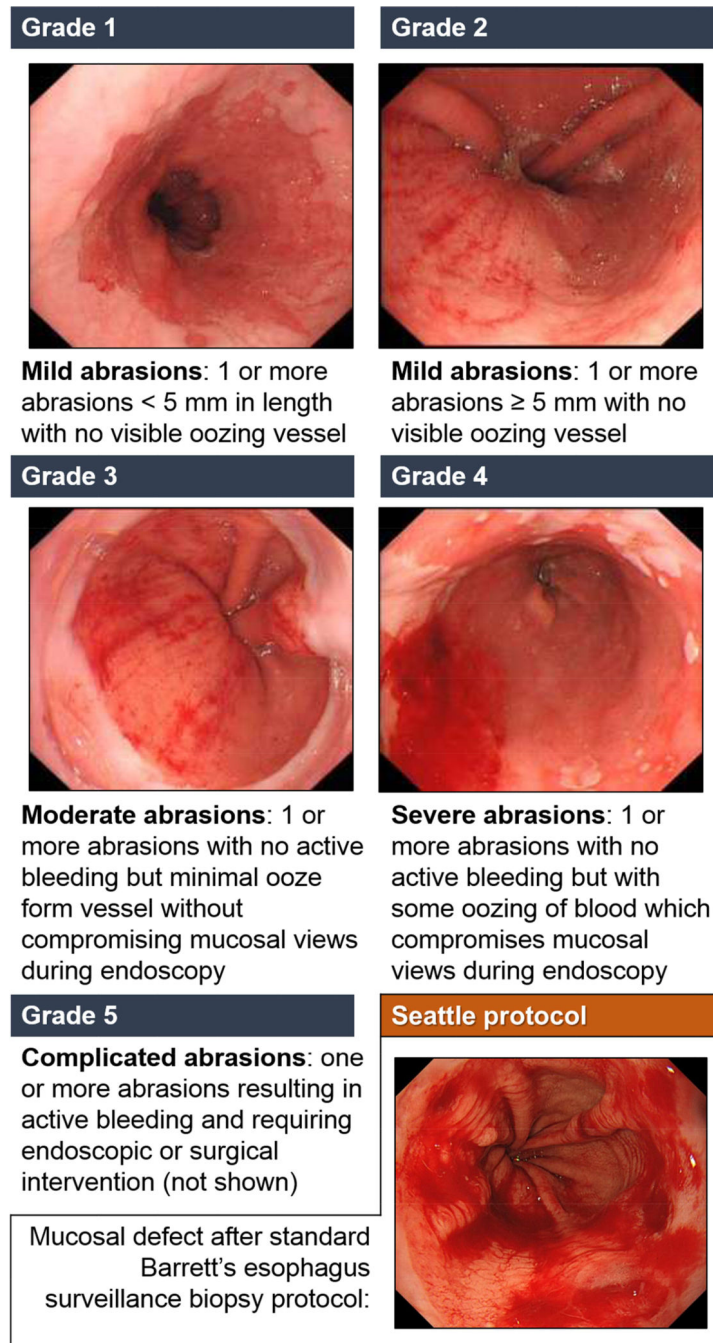 Grade 1
Grade 2
Mild abrasions: 1 or more
abrasions < 5 mm in length
with no visible oozing vessel
Mild abrasions: 1 or more
abrasions ≥ 5 mm with no
visible oozing vessel
Grade 3
Grade 4
Moderate abrasions: 1 or
more abrasions with no active
bleeding but minimal ooze
form vessel without
compromising mucosal views
during endoscopy
Severe abrasions: 1 or
more abrasions with no
active bleeding but with
some oozing of blood which
compromises mucosal
views during endoscopy
Grade 5
Complicated abrasions: one
or more abrasions resulting in
active bleeding and requiring
endoscopic or surgical
intervention (not shown)
Seattle protocol
Mucosal defect after standard
Barrett’s esophagus
surveillance biopsy protocol: